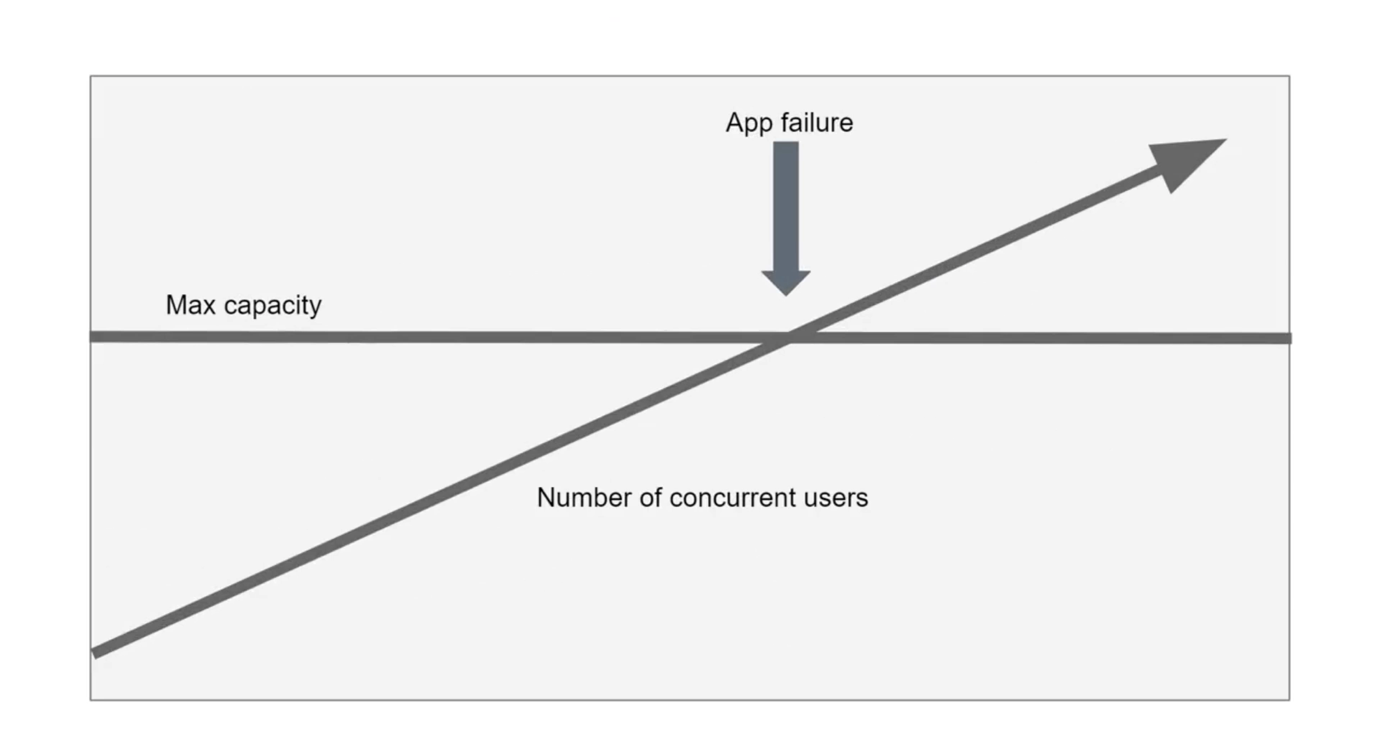 App failure
Max capacity
Number of concurrent users